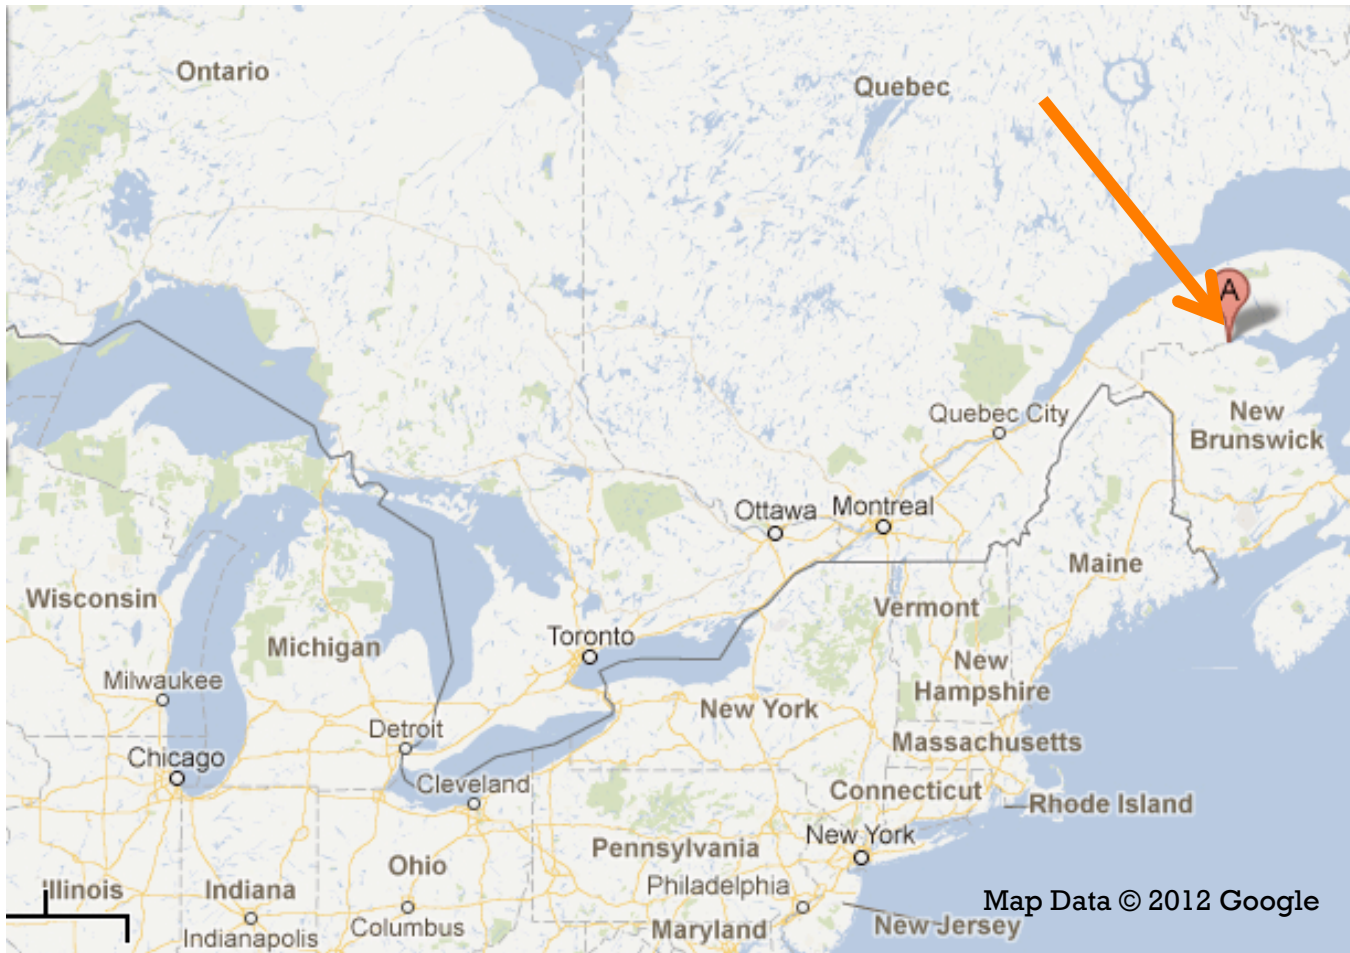 Ontario
Quebec
A
Quebec City
New
Brunswick
Ottawa
Montreal
Maine
Wisconsin
Vermont
Michigan
Toronto
New
Hampshire
Milwaukee
New York
Detroit
Massachusetts
Chicago
Cleveland
Connecticut
Rhode Island
New York
Pennsylvania
Ohio
Illinois
Indiana
Philadelphia
Map Data © 2012 Google
Columbus
Maryland
New Jersey
Indianapolis